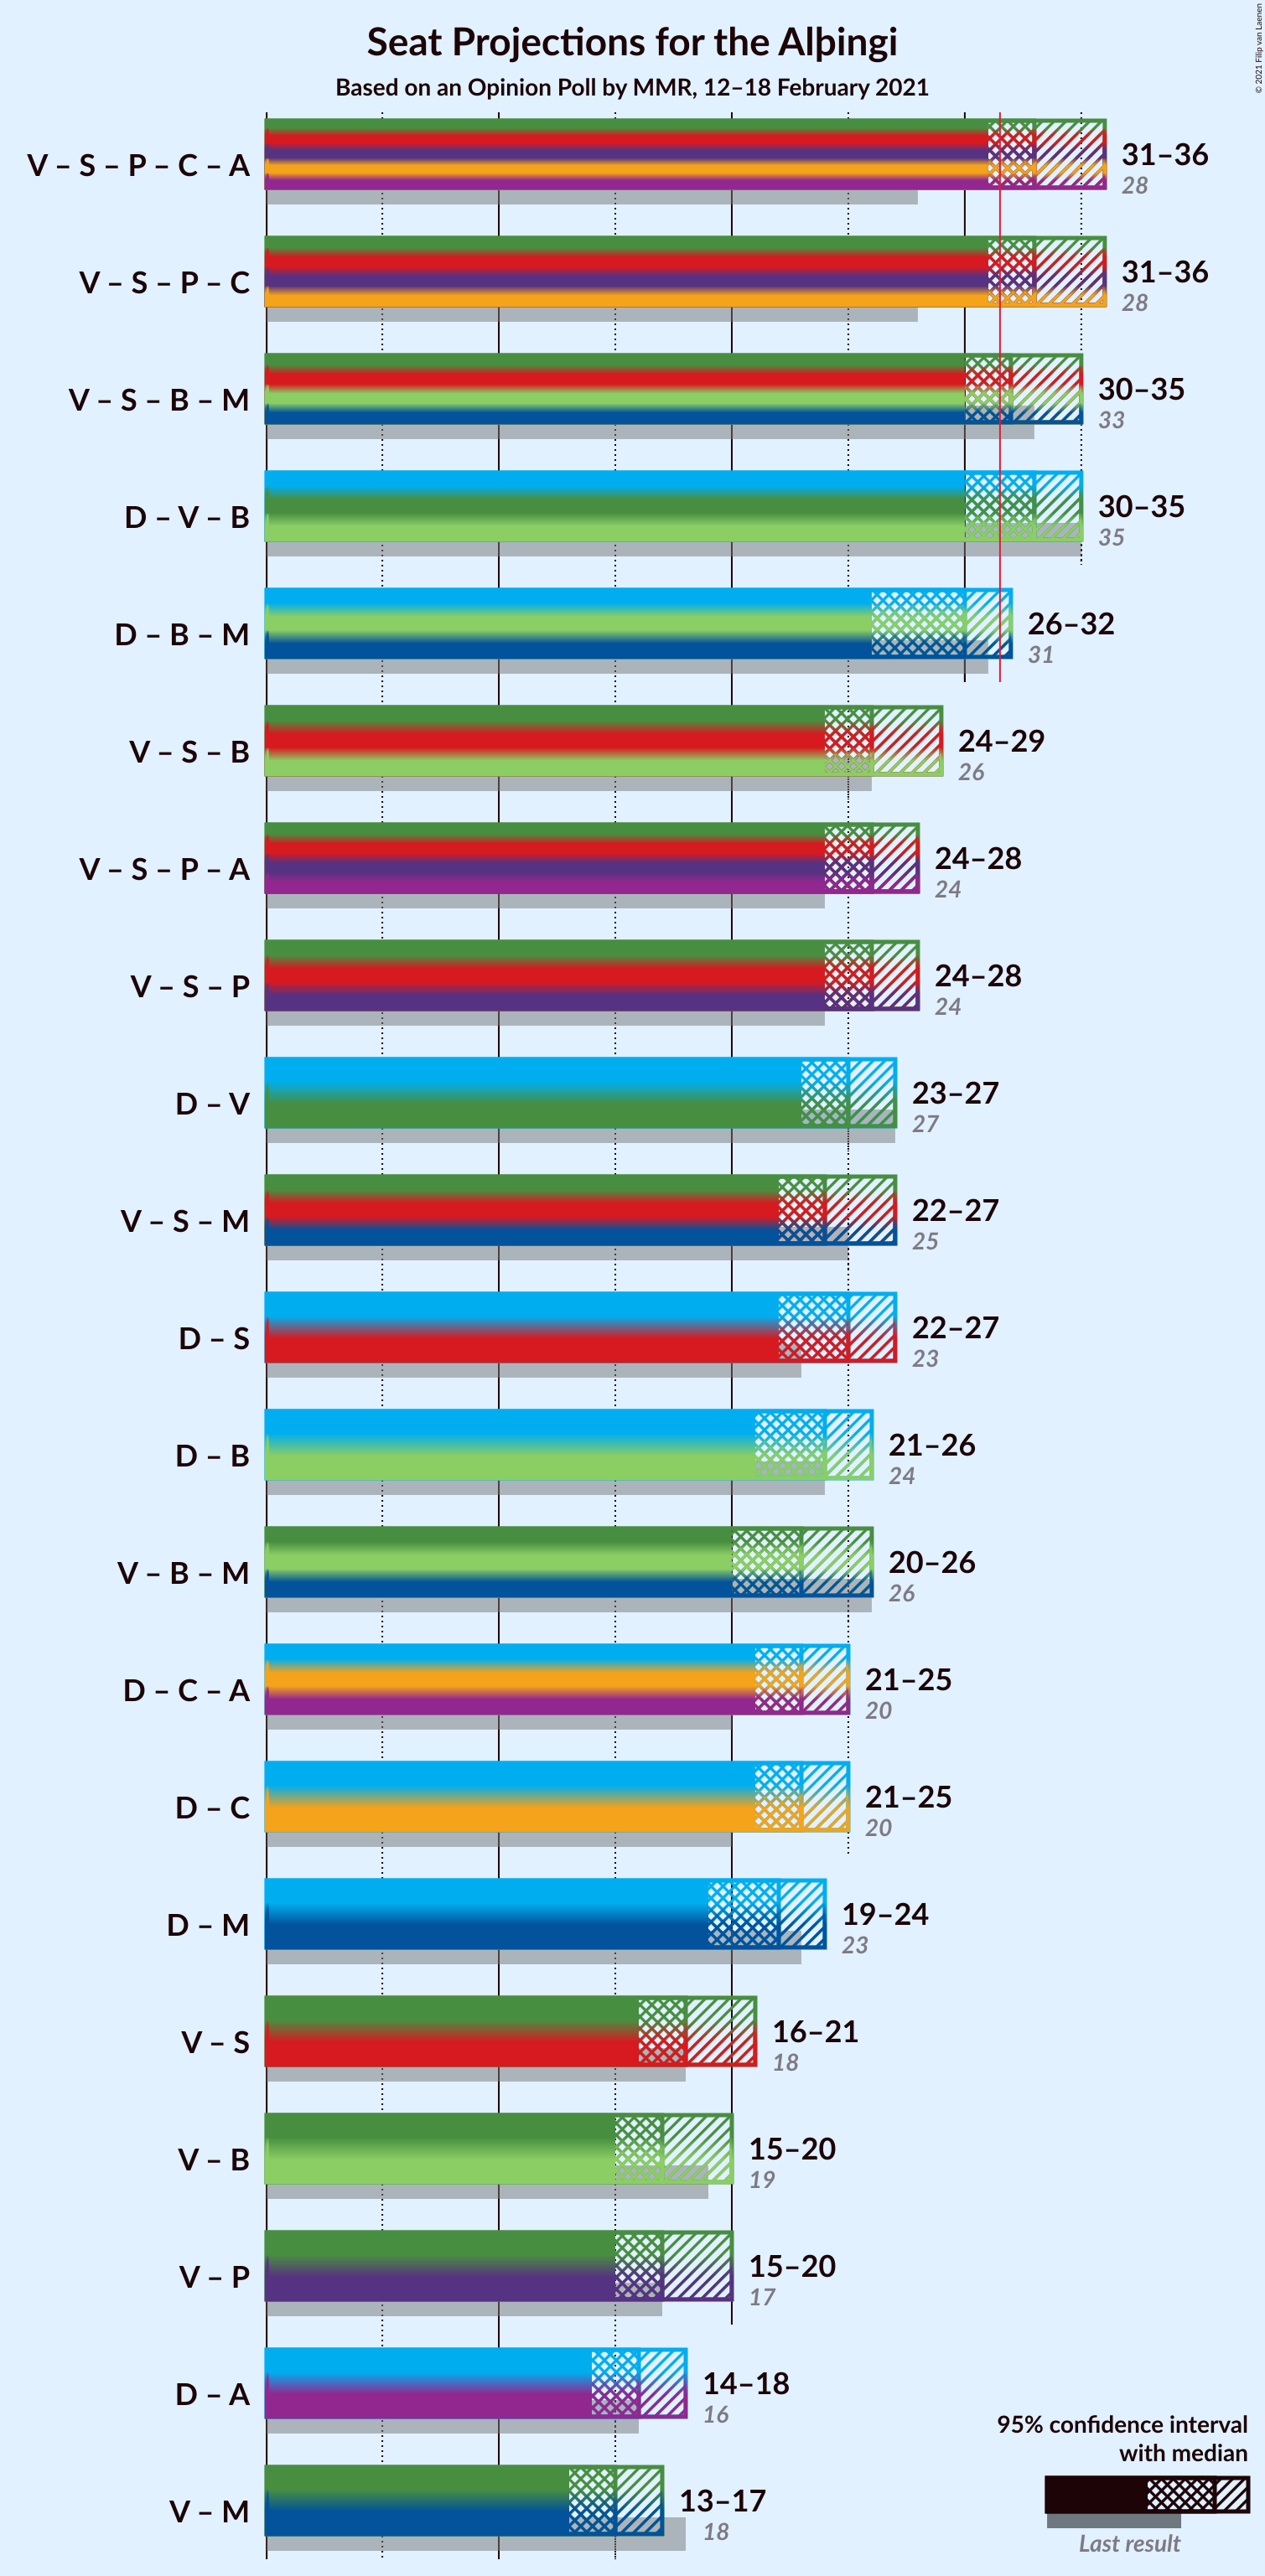 Seat Projections for the Alþingi
Based on an Opinion Poll by MMR, 12–18 February 2021
© 2021 Filip van Laenen
V – S – P – C – A
31–36
28
V – S – P – C
31–36
28
V – S – B – M
30–35
33
D – V – B
30–35
35
D – B – M
26–32
31
V – S – B
24–29
26
V – S – P – A
24–28
24
V – S – P
24–28
24
D – V
23–27
27
V – S – M
22–27
25
D – S
22–27
23
D – B
21–26
24
V – B – M
20–26
26
D – C – A
21–25
20
D – C
21–25
20
D – M
19–24
23
V – S
16–21
18
V – B
15–20
19
V – P
15–20
17
D – A
14–18
16
V – M
13–17
18
95% confidence interval
with median
Last result